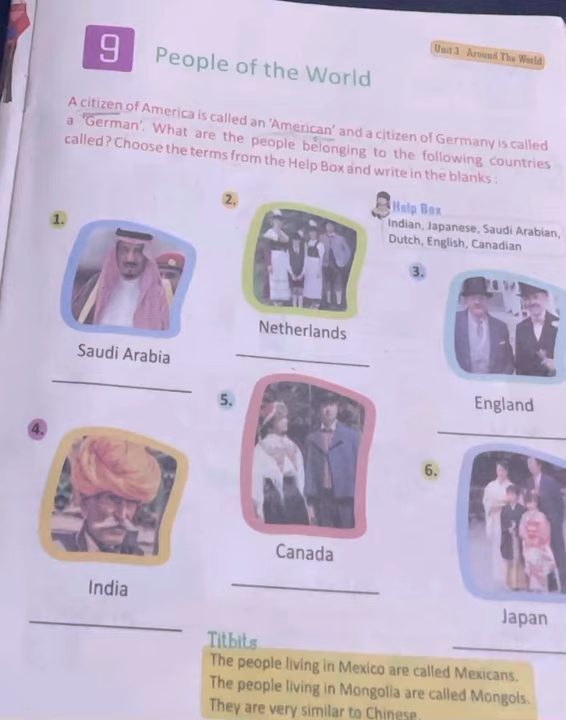 9
People of the World
Unit 3 : Around The World
A citizen of America is called an 'American' and a citizen of Germany is called
a 'German'. What are the people belonging to the following countries
called? Choose the terms from the Help Box and write in the blanks :
Help Box
Indian, Japanese, Saudi Arabian,
Dutch, English, Canadian
1.
Saudi Arabia
2.
Netherlands
3.
England
4.
India
5.
Canada
6.
Japan
Titbits
The people living in Mexico are called Mexicans.
The people living in Mongolia are called Mongols.
They are very similar to Chinese.